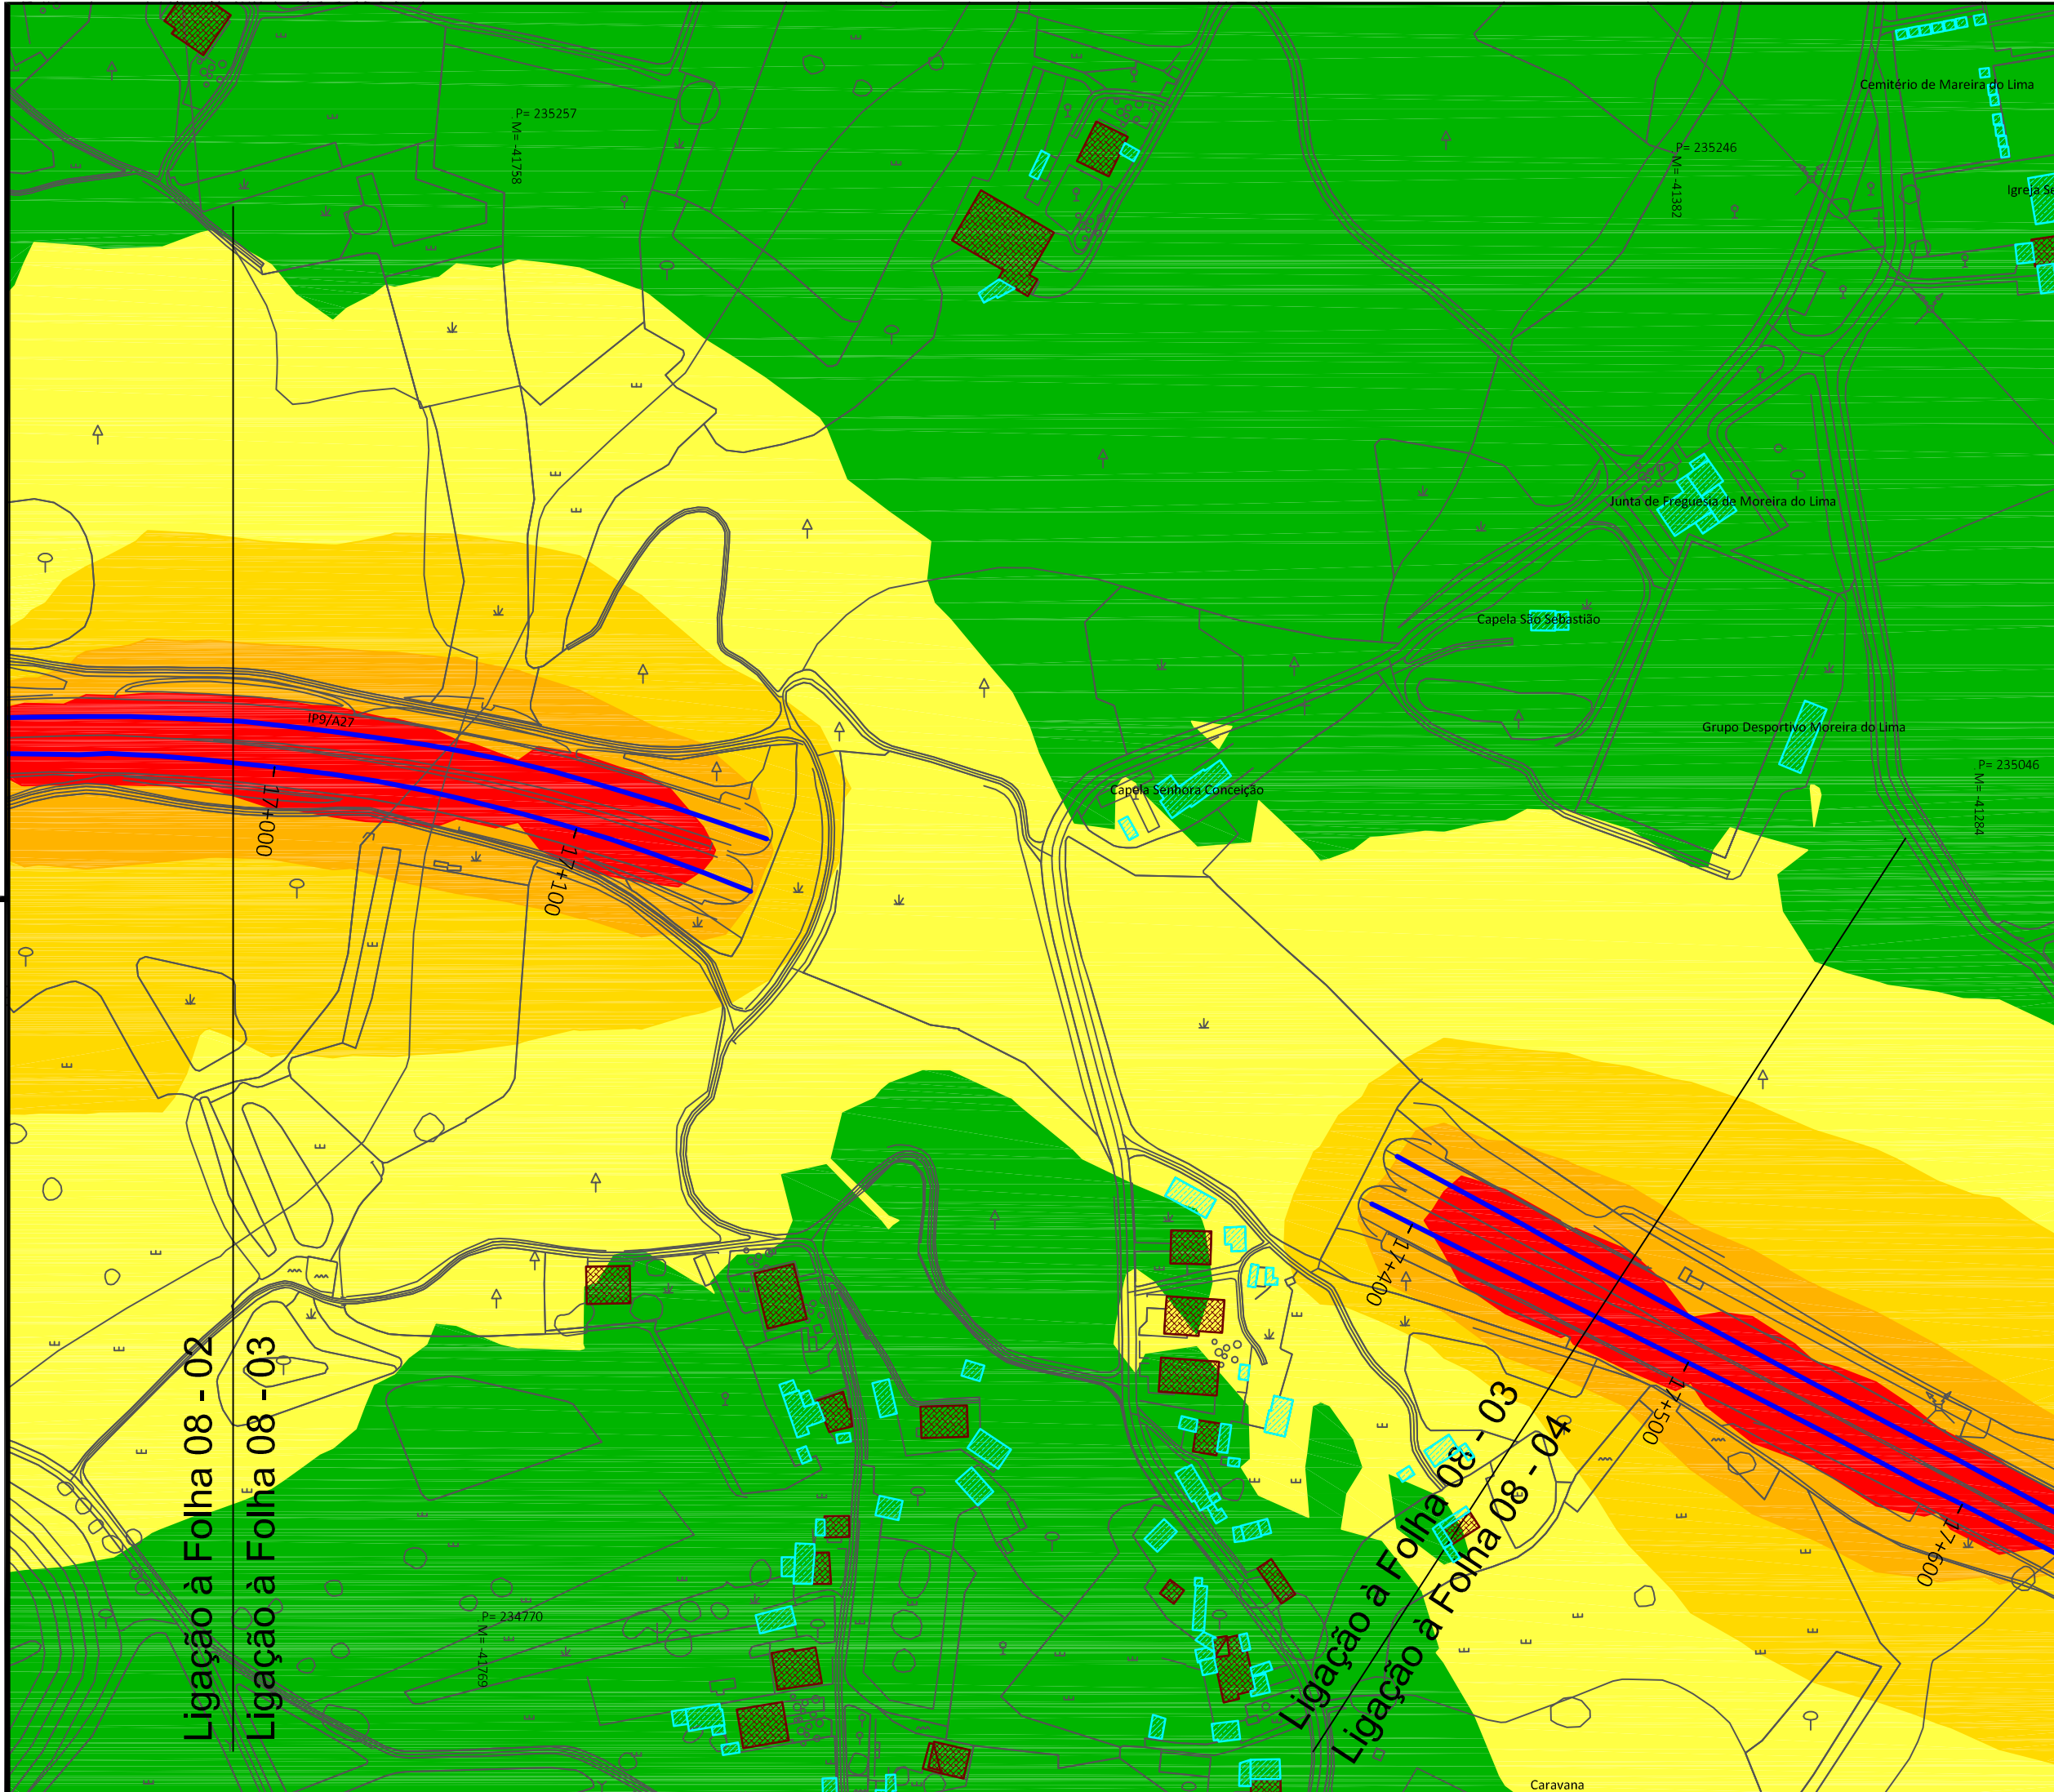 Cemitério de Mareira do Lima
P= 235257
M= -41758
P= 235246
M= -41382
Junta de Freguesia de Moreira do Lima
Capela São Sebastião
IP9/A27
Grupo Desportivo Moreira do Lima
P= 235046
M= -41284
Capela Senhora Conceição
17+000
17+100
17+400
17+500
17+600
Ligação à Folha 08 - 02
Ligação à Folha 08 -03
Ligação à Folha 08 - 03
Ligação à Folha 08 - 04
P= 234770
M= -41769
Caravana